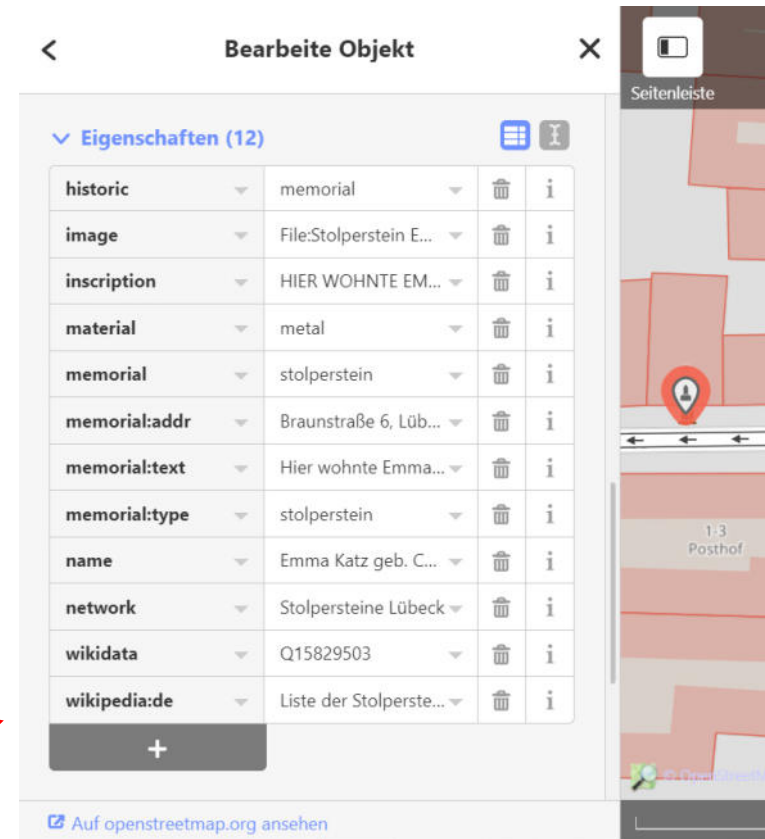 Bearbeite Objekt
Seitenleiste
Eigenschaften (12)
historic memorial i
image File:Stolperstein E... i
inscription HIER WOHNTE EM... i
material metal i
memorial stolperstein i
memorial:addr Braunstraße 6, Lüb... i
memorial:text Hier wohnte Emma... i
memorial:type stolperstein i
name Emma Katz geb. C... i
network Stolpersteine Lübeck i
wikidata Q15829503 i
wikipedia:de Liste der Stolperste... i
+
1-3
Posthof
© OpenStreetM
Auf openstreetmap.org ansehen